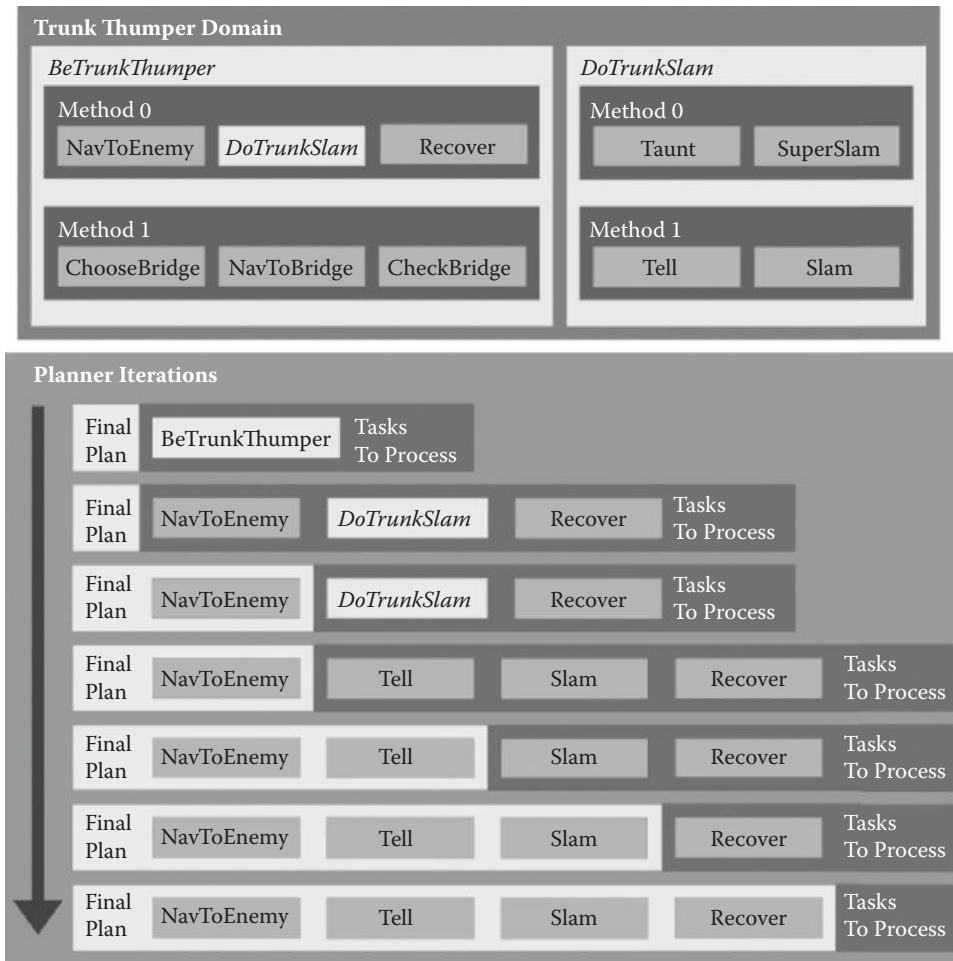 Trunk Thumper Domain
BeTrunkThumper
Method 0
NavToEnemy DoTrunkSlam Recover
Method 1
ChooseBridge NavToBridge CheckBridge
DoTrunkSlam
Method 0
Taunt SuperSlam
Method 1
Tell Slam
Planner Iterations
Final
Plan
BeTrunkThumper
Tasks
To Process
Final
Plan
NavToEnemy DoTrunkSlam Recover
Tasks
To Process
Final
Plan
NavToEnemy DoTrunkSlam Recover
Tasks
To Process
Final
Plan
NavToEnemy Tell Slam Recover
Tasks
To Process
Final
Plan
NavToEnemy Tell Slam Recover
Tasks
To Process
Final
Plan
NavToEnemy Tell Slam Recover
Tasks
To Process
Final
Plan
NavToEnemy Tell Slam Recover
Tasks
To Process